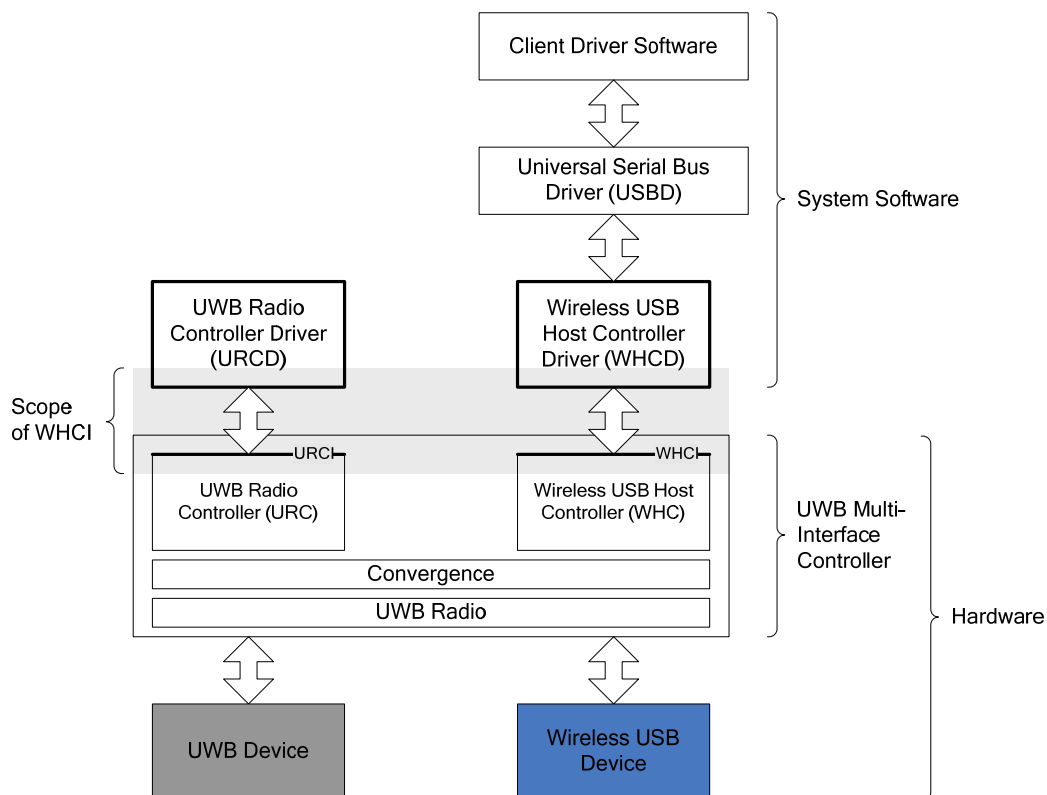 Client Driver Software
Universal Serial Bus
Driver (USBD)
System Software
UWB Radio
Controller Driver
(URCD)
Wireless USB
Host Controller
Driver (WHCD)
Scope
of WHCI
URCI
WHCI
UWB Radio
Controller (URC)
Wireless USB Host
Controller (WHC)
UWB Multi-
Interface
Controller
Convergence
UWB Radio
Hardware
UWB Device
Wireless USB
Device